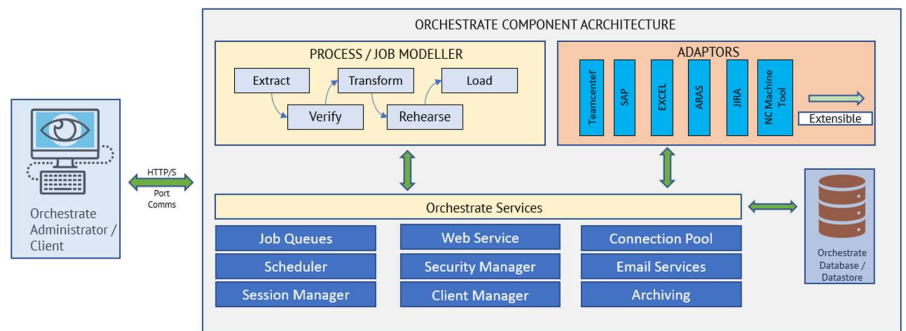 ORCHESTRATE COMPONENT ACRCHITECTURE
PROCESS / JOB MODELLER
Extract
Transform
Load
Verify
Rehearse
ADAPTORS
Teamcenter
SAP
EXCEL
ARAS
JIRA
NC Machine
Tool
Extensible
Orchestrate
Administrator /
Client
HTTP/S
Port
Comms
Orchestrate Services
Job Queues
Web Service
Connection Pool
Scheduler
Security Manager
Email Services
Session Manager
Client Manager
Archiving
Orchestrate
Database /
Datastore